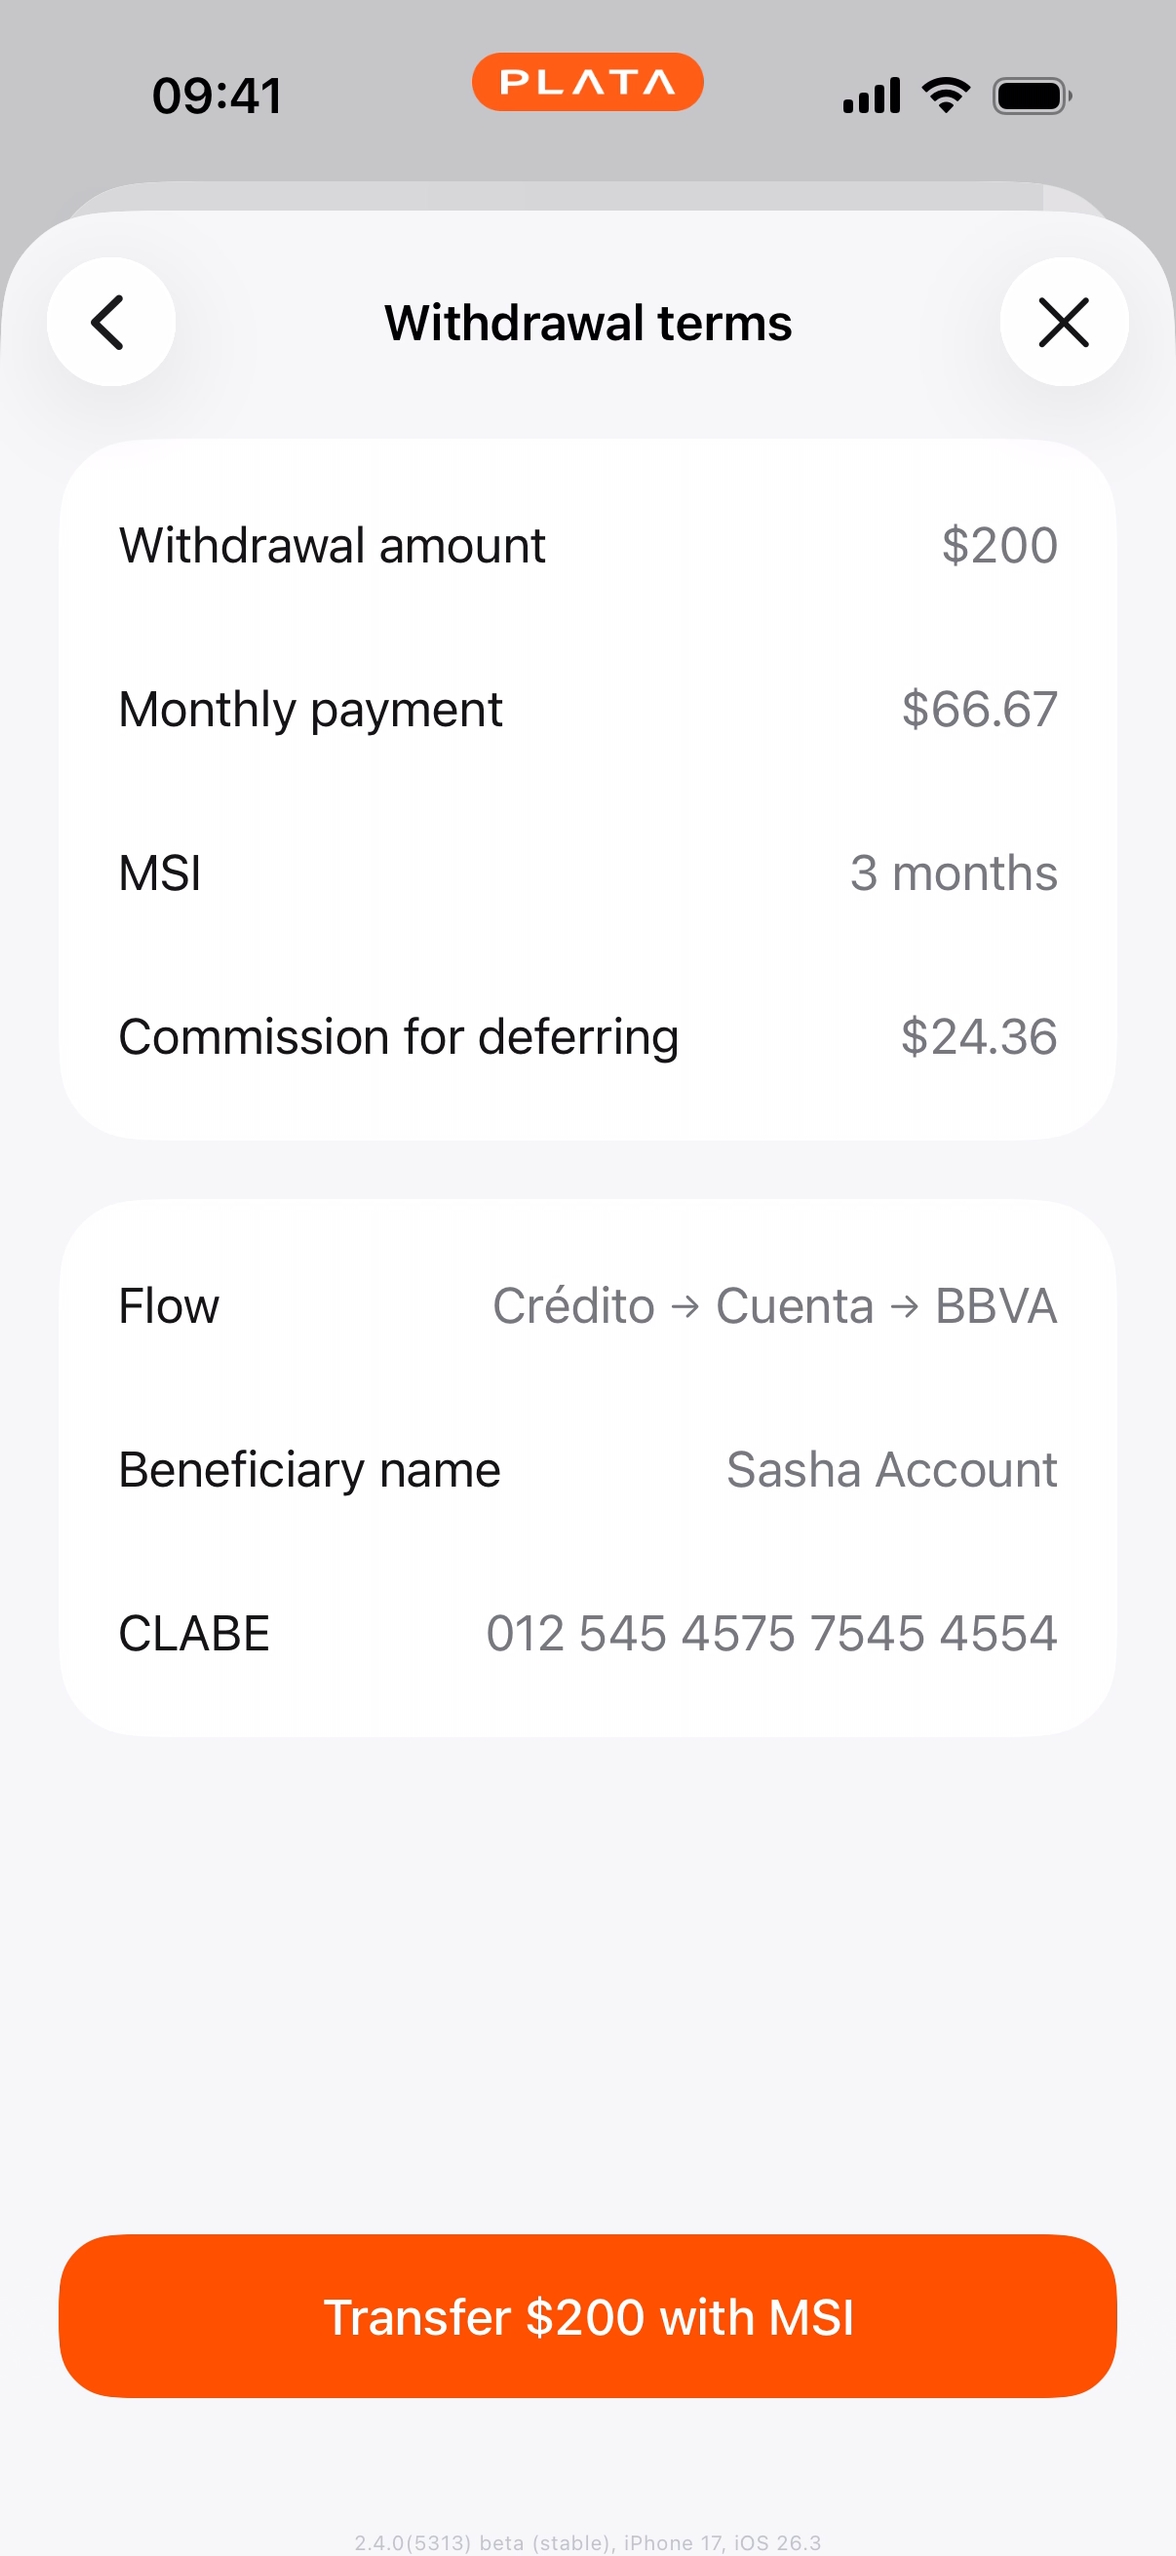 09:41
PLATA
Withdrawal terms
Withdrawal amount $200
Monthly payment $66.67
MSI 3 months
Commission for deferring $24.36
Flow Crédito → Cuenta → BBVA
Beneficiary name Sasha Account
CLABE 012 545 4575 7545 4554
Transfer $200 with MSI
2.4.0(5313) beta (stable), iPhone 17, iOS 26.3